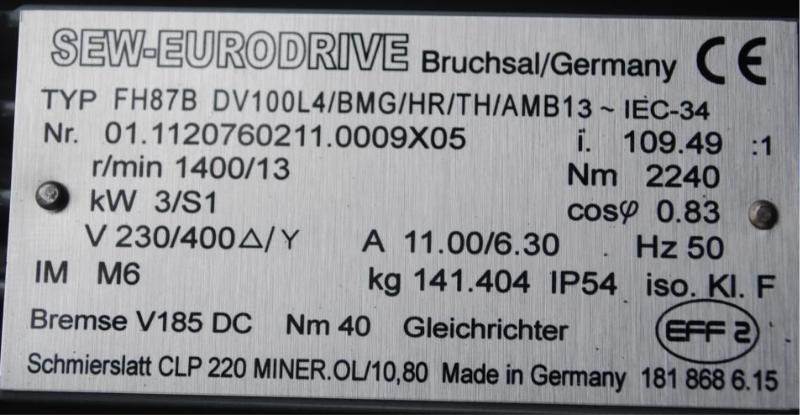 SEW-EURODRIVE Bruchsal/Germany CE
TYP FH87B DV100L4/BMG/HR/TH/AMB13 ~ IEC-34
Nr. 01.1120760211.0009X05 i. 109.49 :1
r/min 1400/13 Nm 2240
kW 3/S1 cosφ 0.83
V 230/400△/Y A 11.00/6.30 Hz 50
IM M6 kg 141.404 IP54 iso. Kl. F
Bremse V185 DC Nm 40 Gleichrichter EFF 2
Schmierslatt CLP 220 MINER.OL/10,80 Made in Germany 181 868 6.15